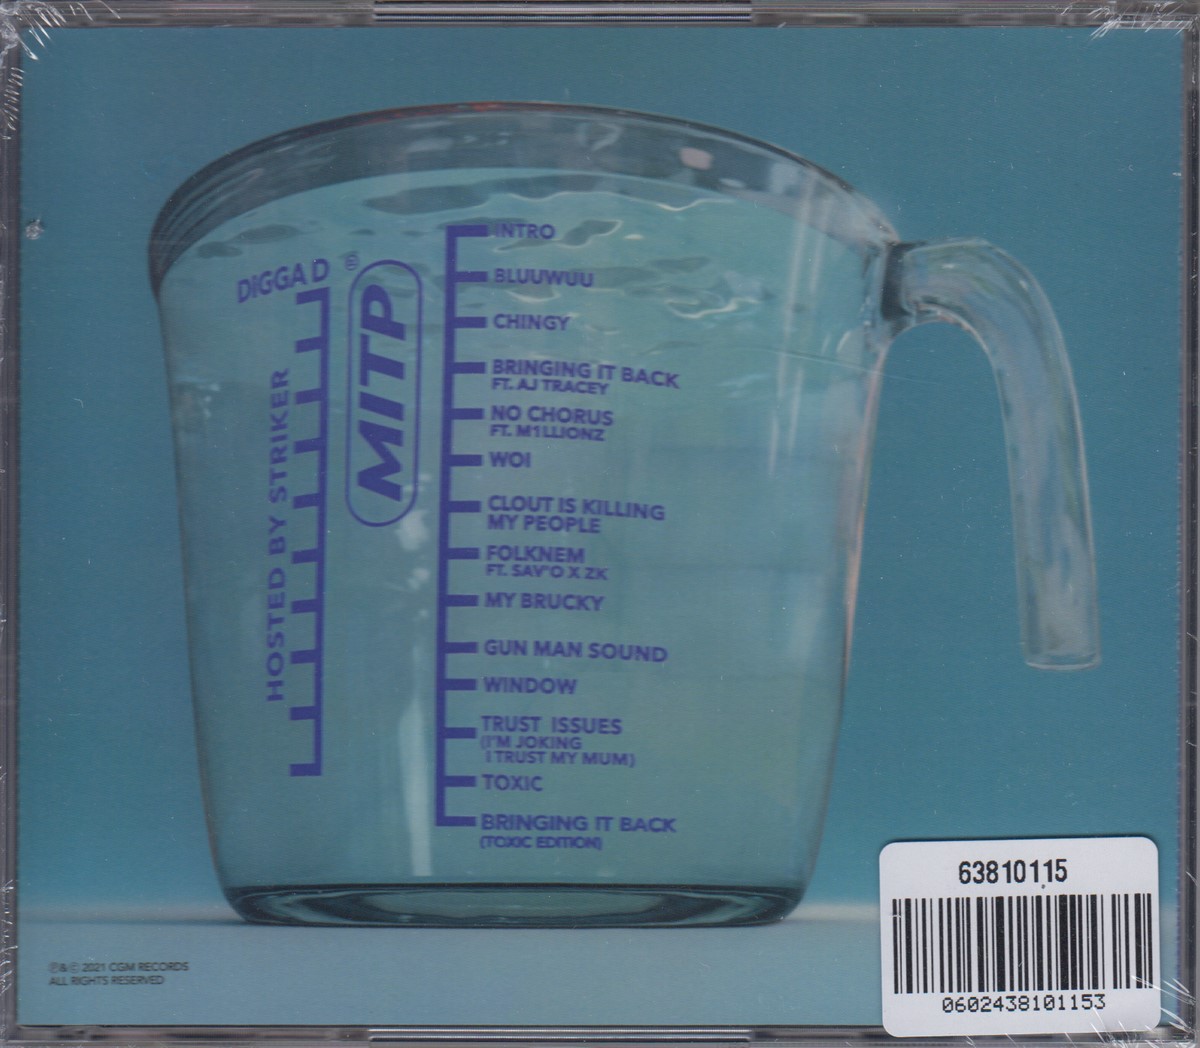 DIGGA D
®
MITP
HOSTED BY STRIKER
INTRO
BLUUWUU
CHINGY
BRINGING IT BACK
FT. AJ TRACEY
NO CHORUS
FT. M1LLIONZ
WOI
CLOUT IS KILLING
MY PEOPLE
FOLKNEM
FT. SAV'O X ZK
MY BRUCKY
GUN MAN SOUND
WINDOW
TRUST ISSUES
(I'M JOKING
I TRUST MY MUM)
TOXIC
BRINGING IT BACK
(TOXIC EDITION)
℗& © 2021 CGM RECORDS
ALL RIGHTS RESERVED
63810115
0602438101153